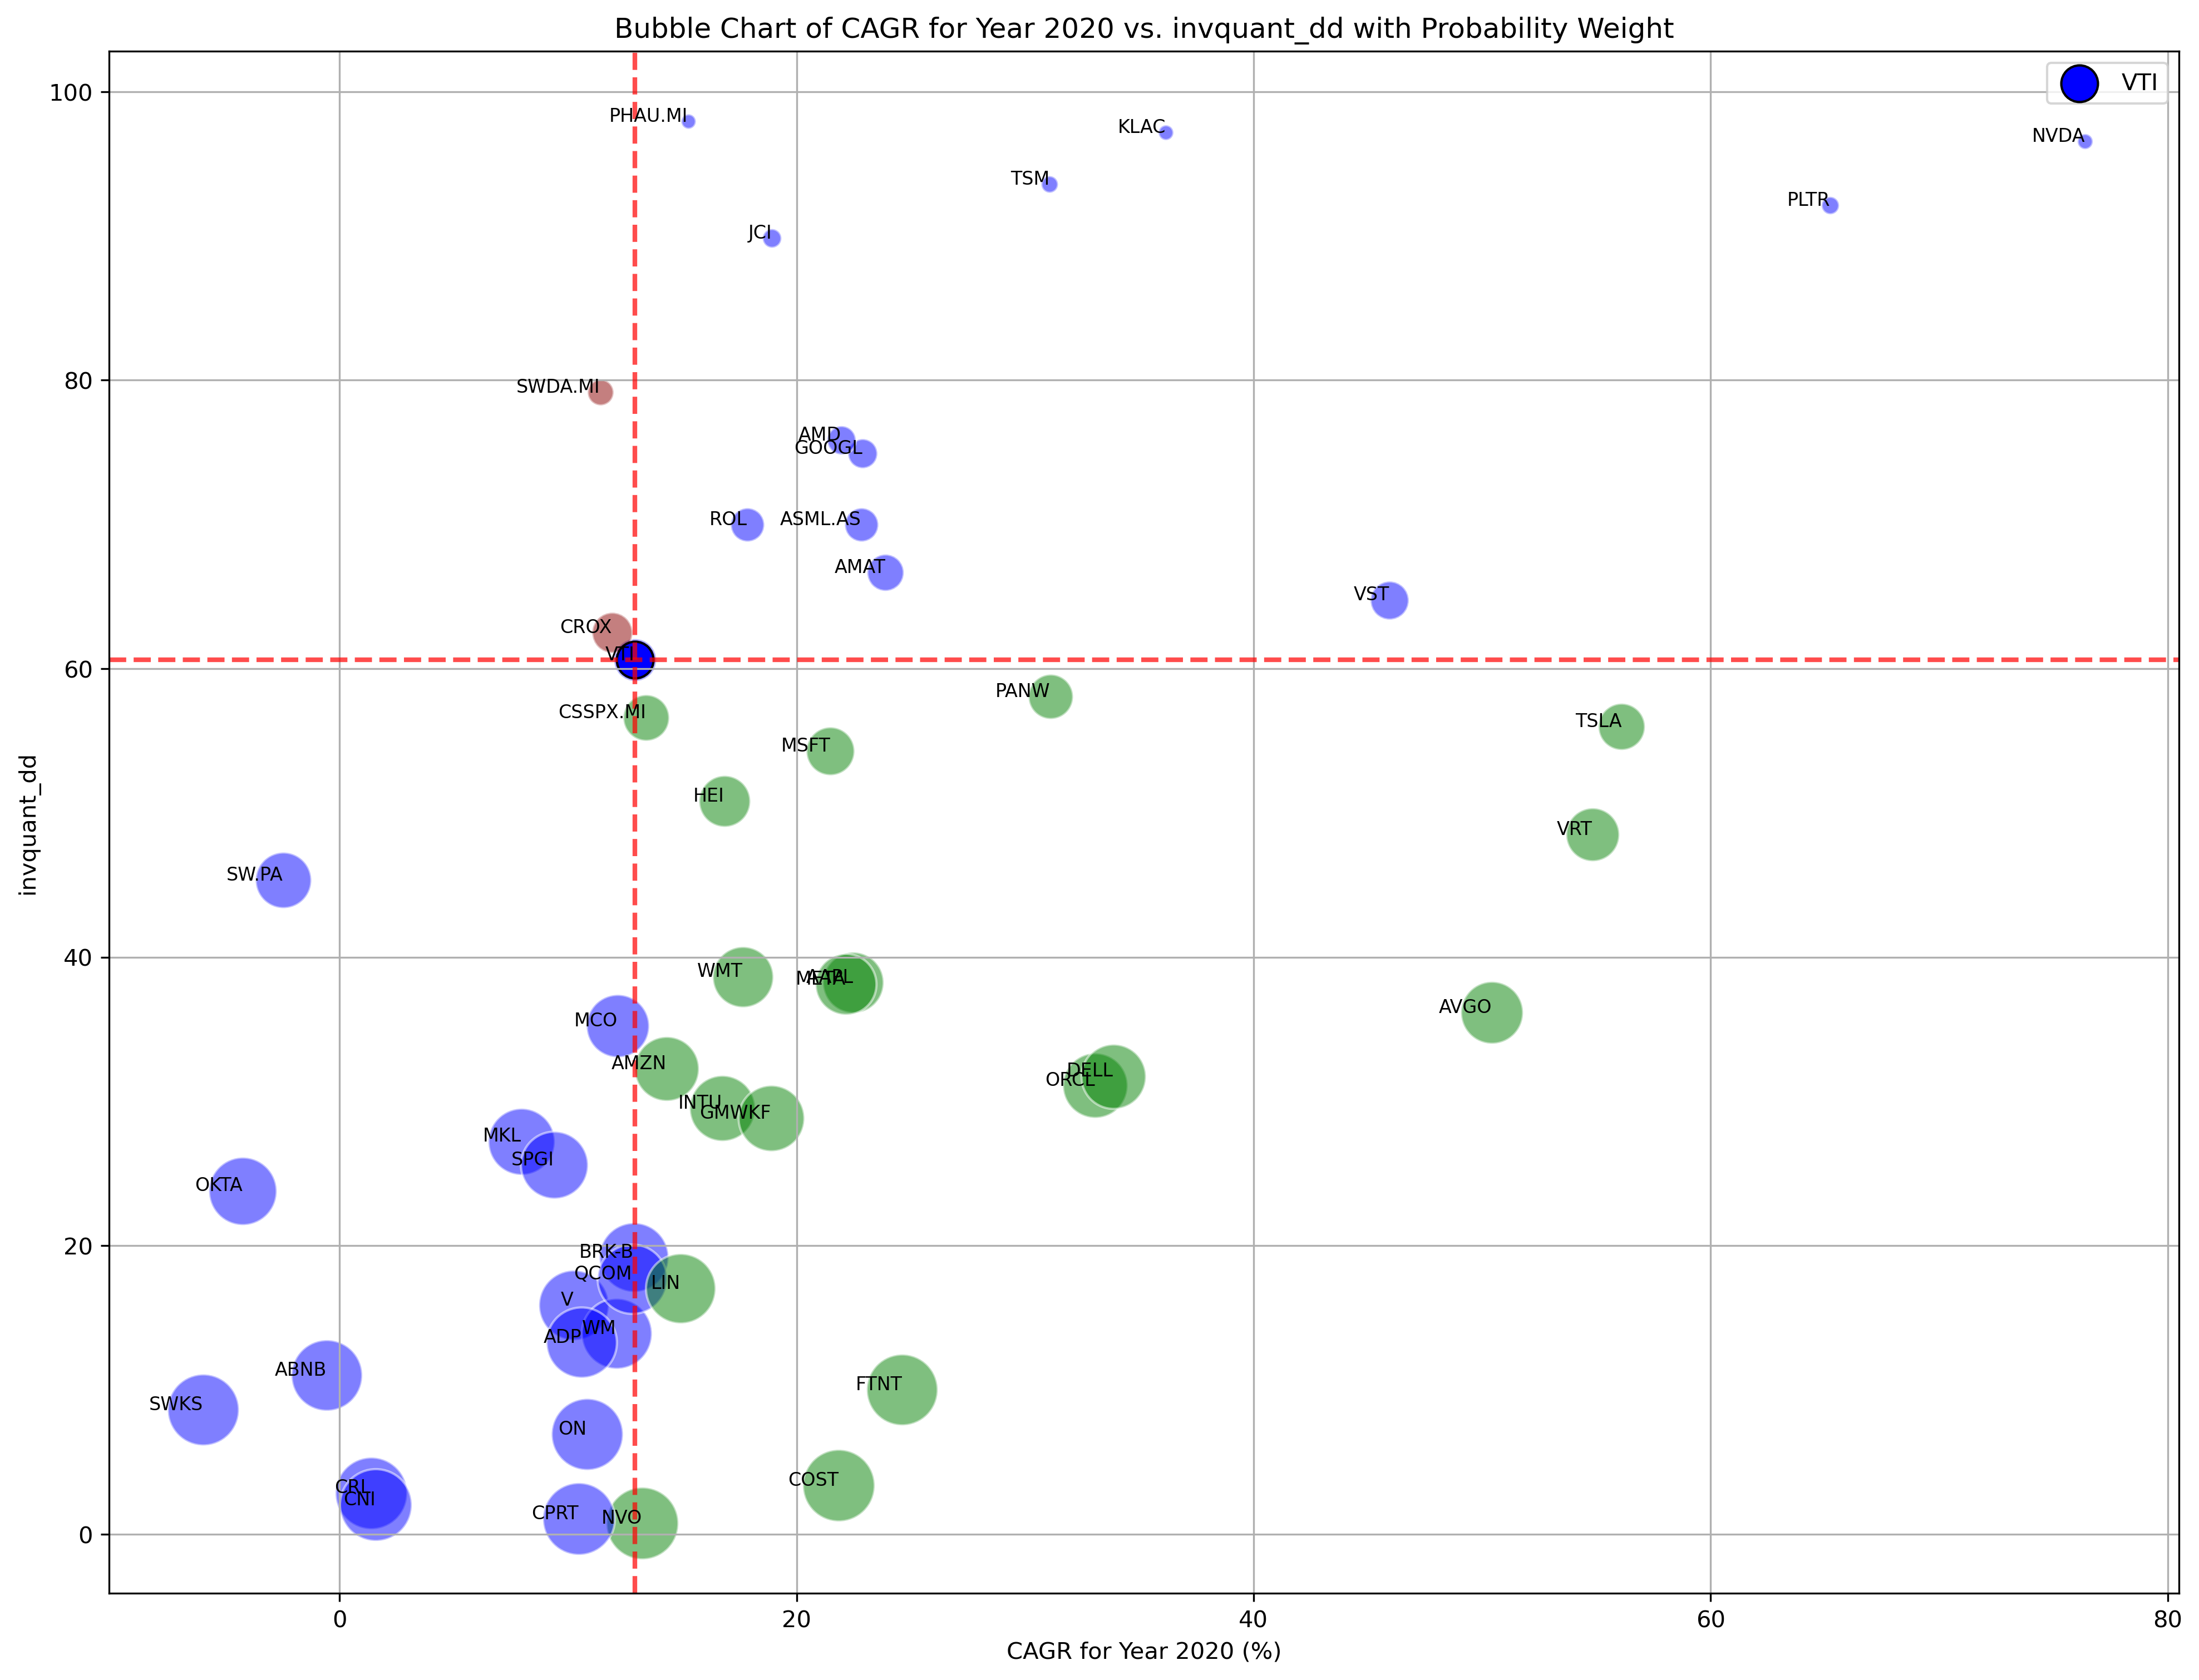 Bubble Chart of CAGR for Year 2020 vs. invquant_dd with Probability Weight
VTI
100
80
60
40
20
0
invquant_dd
PHAU.MI
KLAC
NVDA
TSM
PLTR
JCI
SWDA.MI
AMD
GOOGL
ROL
ASML.AS
AMAT
VST
CROX
VTI
PANW
CSSPX.MI
TSLA
MSFT
HEI
VRT
SW.PA
WMT
META
AAPL
AVGO
MCO
AMZN
DELL
ORCL
INTU
GMWKF
MKL
SPGI
OKTA
BRK-B
QCOM
LIN
V
WM
ADP
ABNB
FTNT
SWKS
ON
COST
CRL
CNI
CPRT
NVO
0
20
40
60
80
CAGR for Year 2020 (%)